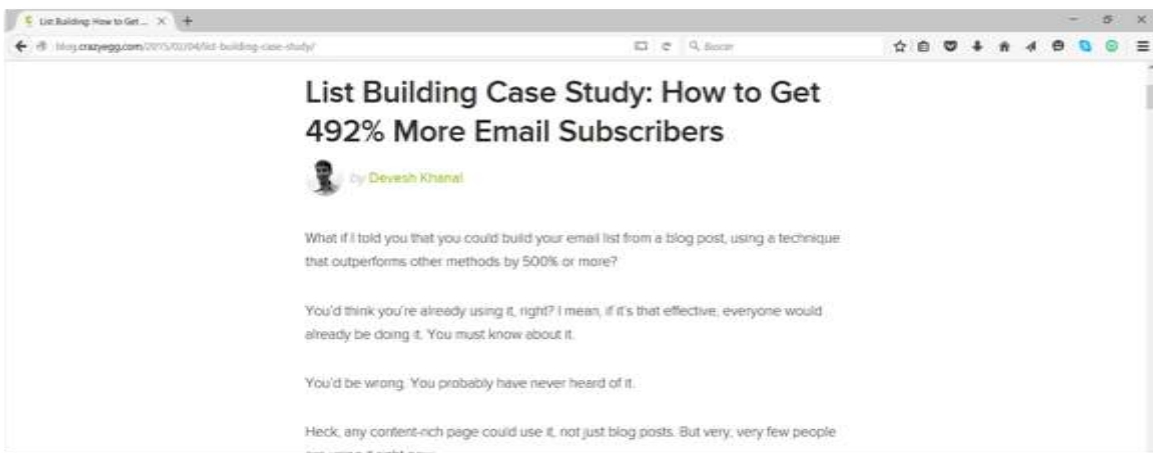 List Building: How to Get ...
blog.crazyegg.com/2015/02/04/list-building-case-study/
Buscar
List Building Case Study: How to Get
492% More Email Subscribers
by Devesh Khanal
What if I told you that you could build your email list from a blog post, using a technique
that outperforms other methods by 500% or more?
You'd think you're already using it, right? I mean, if it's that effective, everyone would
already be doing it. You must know about it.
You'd be wrong. You probably have never heard of it.
Heck, any content-rich page could use it, not just blog posts. But very, very few people